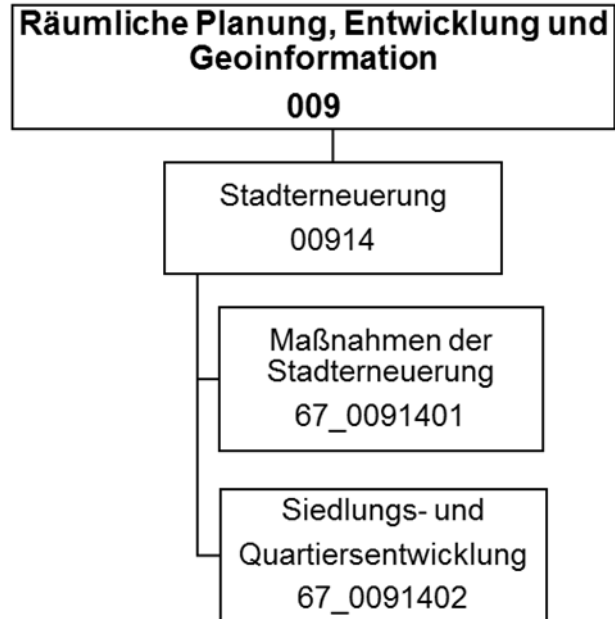 Räumliche Planung, Entwicklung und
Geoinformation
009
Stadterneuerung
00914
Maßnahmen der
Stadterneuerung
67_0091401
Siedlungs- und
Quartiersentwicklung
67_0091402